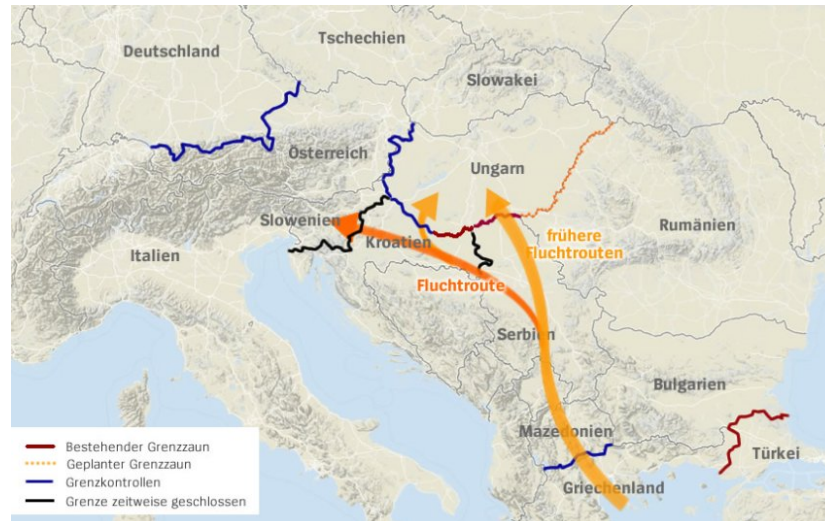 Tschechien
Deutschland
Slowakei
Österreich
Ungarn
Slowenien
Rumänien
Kroatien
frühere
Fluchtrouten
Italien
Fluchtroute
Serbien
Bulgarien
Mazedonien
Türkei
Griechenland
Bestehender Grenzzaun
Geplanter Grenzzaun
Grenzkontrollen
Grenze zeitweise geschlossen